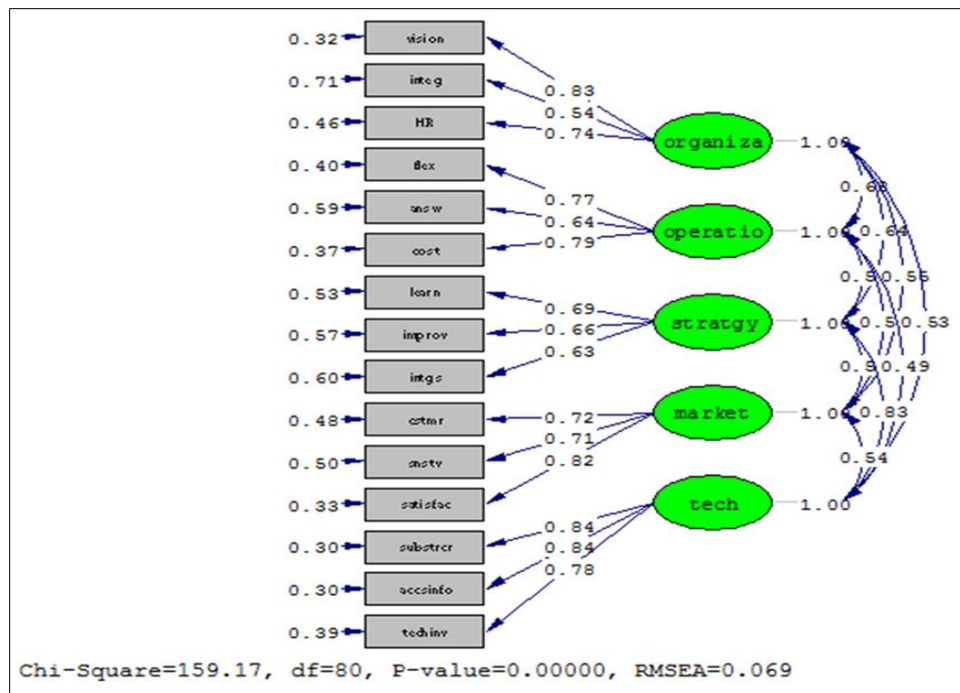 0.32 vision
0.71 integ
0.46 HR
0.40 flex
0.59 answ
0.37 cost
0.53 learn
0.57 improv
0.60 intgs
0.48 cstmr
0.50 snstv
0.33 satisfac
0.30 substrcr
0.30 accsinfo
0.39 techinv
0.83
0.54
0.74
0.77
0.64
0.79
0.69
0.66
0.63
0.72
0.71
0.82
0.84
0.84
0.78
organiza 1.00
operatio 1.00
stratgy 1.00
market 1.00
tech 1.00
0.64
0.55
0.53
0.49
0.83
0.54
Chi-Square=159.17, df=80, P-value=0.00000, RMSEA=0.069